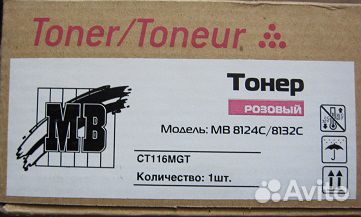 Toner/Toneur
MB
Тонер
РОЗОВЫЙ
Модель: MB 8124C/8132C
CT116MGT
Количество: 1шт.
Avito